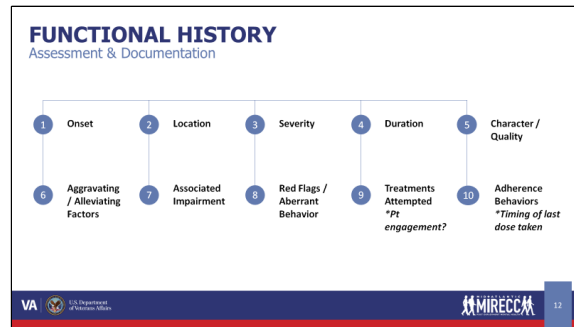 FUNCTIONAL HISTORY
Assessment & Documentation
1 Onset
2 Location
3 Severity
4 Duration
5 Character /
Quality
6 Aggravating
/ Alleviating
Factors
7 Associated
Impairment
8 Red Flags /
Aberrant
Behavior
9 Treatments
Attempted
*Pt
engagement?
10 Adherence
Behaviors
*Timing of last
dose taken
VA
U.S. Department
of Veterans Affairs
MIRECC
12